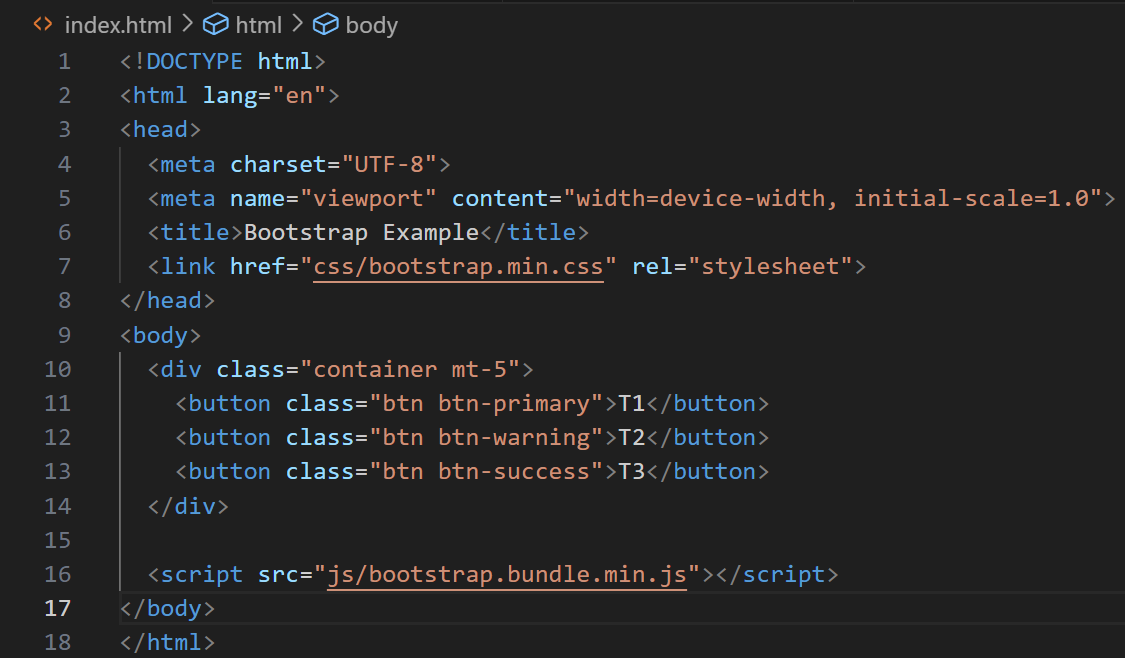 index.html > html > body
1 <!DOCTYPE html>
2 <html lang="en">
3 <head>
4   <meta charset="UTF-8">
5   <meta name="viewport" content="width=device-width, initial-scale=1.0">
6   <title>Bootstrap Example</title>
7   <link href="css/bootstrap.min.css" rel="stylesheet">
8 </head>
9 <body>
10   <div class="container mt-5">
11     <button class="btn btn-primary">T1</button>
12     <button class="btn btn-warning">T2</button>
13     <button class="btn btn-success">T3</button>
14   </div>
15
16   <script src="js/bootstrap.bundle.min.js"></script>
17 </body>
18 </html>